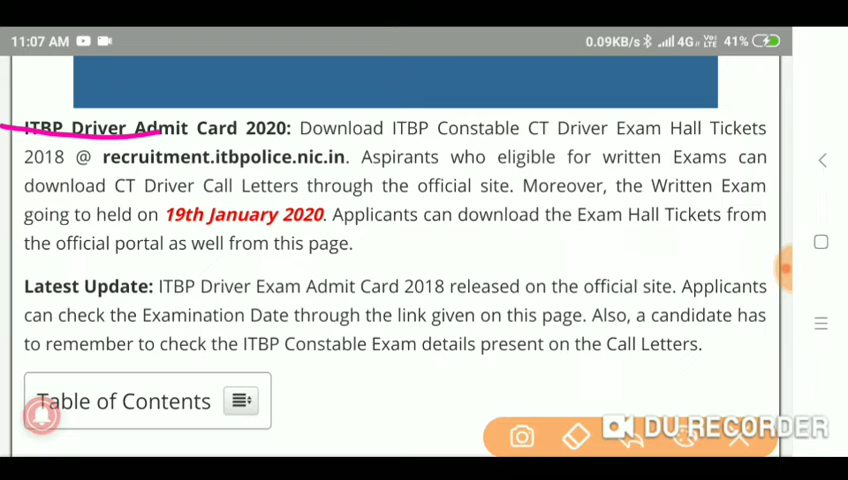 11:07 AM 0.09KB/s 4G VoI LTE 41%
ITBP Driver Admit Card 2020: Download ITBP Constable CT Driver Exam Hall Tickets
2018 @ recruitment.itbpolice.nic.in. Aspirants who eligible for written Exams can
download CT Driver Call Letters through the official site. Moreover, the Written Exam
going to held on 19th January 2020. Applicants can download the Exam Hall Tickets from
the official portal as well from this page.
Latest Update: ITBP Driver Exam Admit Card 2018 released on the official site. Applicants
can check the Examination Date through the link given on this page. Also, a candidate has
to remember to check the ITBP Constable Exam details present on the Call Letters.
Table of Contents
DU RECORDER